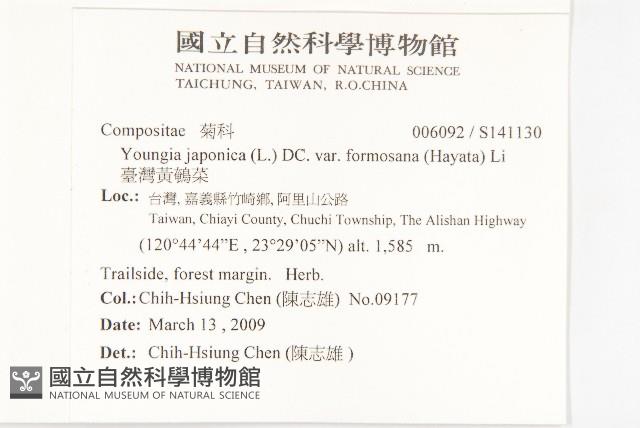 國立自然科學博物館
NATIONAL MUSEUM OF NATURAL SCIENCE
TAICHUNG, TAIWAN, R.O.CHINA
Compositae 菊科 006092 / S141130
Youngia japonica (L.) DC. var. formosana (Hayata) Li
臺灣黃鵪菜
Loc.: 台灣, 嘉義縣竹崎鄉, 阿里山公路
Taiwan, Chiayi County, Chuchi Township, The Alishan Highway
(120°44'44”E , 23°29'05”N) alt. 1,585 m.
Trailside, forest margin. Herb.
Col.: Chih-Hsiung Chen (陳志雄) No.09177
Date: March 13 , 2009
Det.: Chih-Hsiung Chen (陳志雄 )
國立自然科學博物館
NATIONAL MUSEUM OF NATURAL SCIENCE